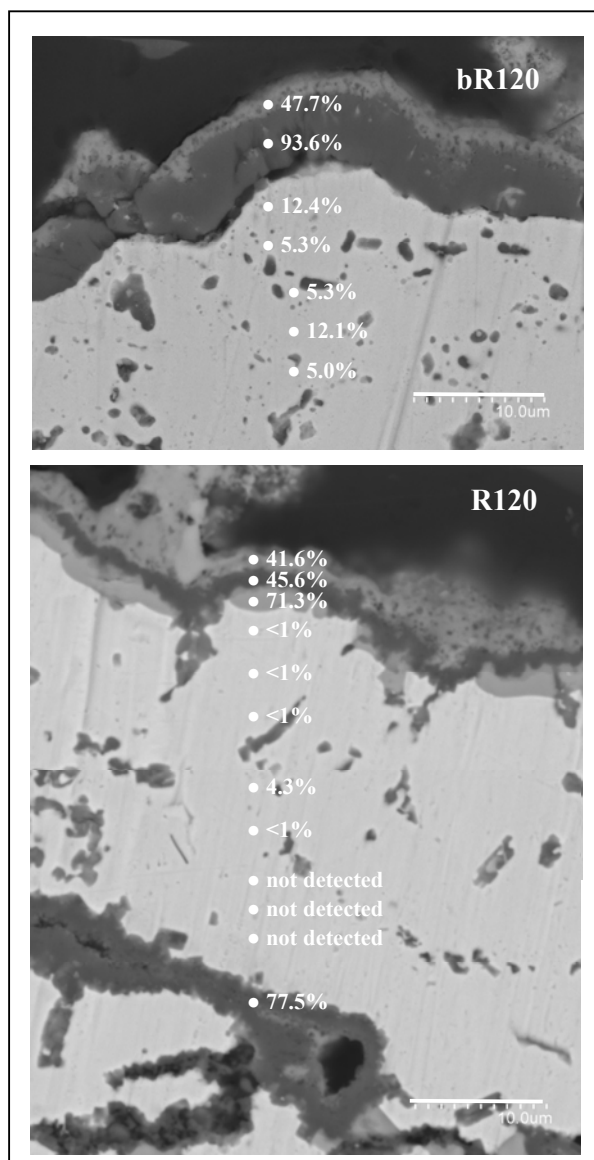 bR120
47.7%
93.6%
12.4%
5.3%
5.3%
12.1%
5.0%
10.0um
R120
41.6%
45.6%
71.3%
<1%
<1%
<1%
4.3%
<1%
not detected
not detected
not detected
77.5%
10.0um